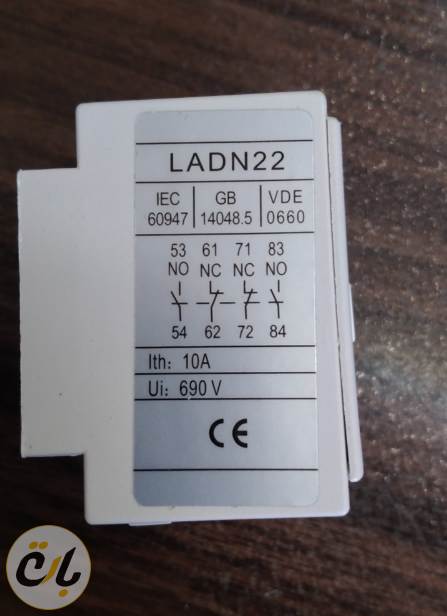 LADN22
IEC GB VDE
60947 14048.5 0660
53 61 71 83
NO NC NC NO
54 62 72 84
Ith: 10A
Ui: 690 V
CE
بارق